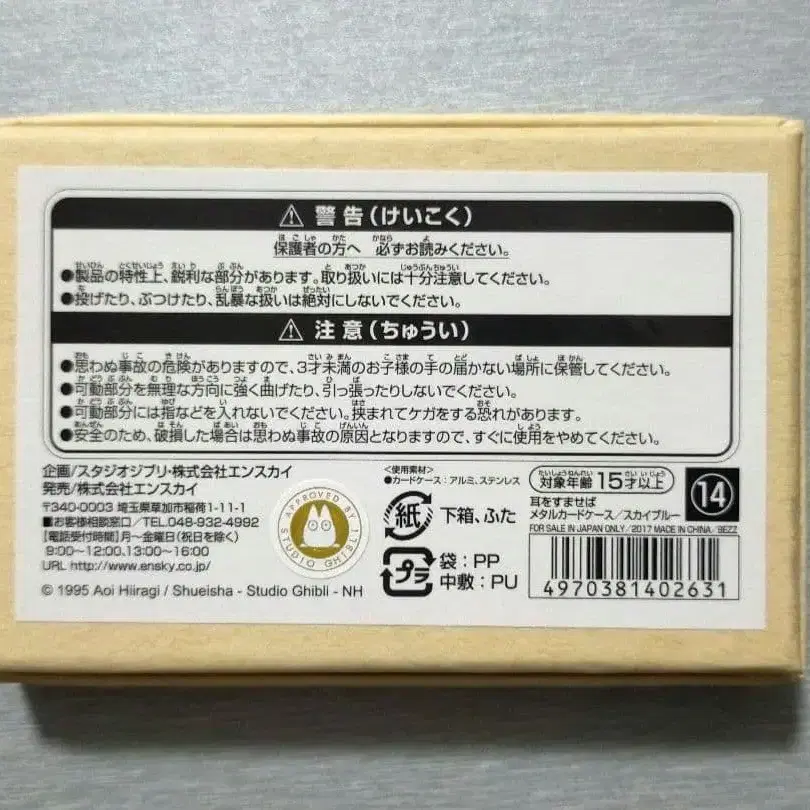 ⚠ 警告(けいこく)
保護者の方へ 必ずお読みください。
●製品の特性上、鋭利な部分があります。取り扱いには十分注意してください。
●投げたり、ぶつけたり、乱暴な扱いは絶対にしないでください。
⚠ 注意(ちゅうい)
●思わぬ事故の危険がありますので、3才未満のお子様の手の届かない場所に保管してください。
●可動部分を無理な方向に強く曲げたり、引っ張ったりしないでください。
●可動部分には指などを入れないでください。挟まれてケガをする恐れがあります。
●安全のため、破損した場合は思わぬ事故の原因となりますので、すぐに使用をやめてください。
企画/スタジオジブリ・株式会社エンスカイ
発売/株式会社エンスカイ
〒340-0003 埼玉県草加市稲荷1-11-1
■お客様相談窓口/TEL.048-932-4992
【電話受付時間】月~金曜日(祝日を除く)
9:00~12:00、13:00~16:00
URL http://www.ensky.co.jp/
© 1995 Aoi Hiiragi / Shueisha - Studio Ghibli - NH
APPROVED BY
STUDIO GHIBLI
<使用素材>
●カードケース:アルミ、ステンレス
紙 下箱、ふた
プラ 袋:PP
中敷:PU
対象年齢 15才以上
14
耳をすませば
メタルカードケース/スカイブルー
FOR SALE IN JAPAN ONLY/2017 MADE IN CHINA/BEZZ
4970381402631